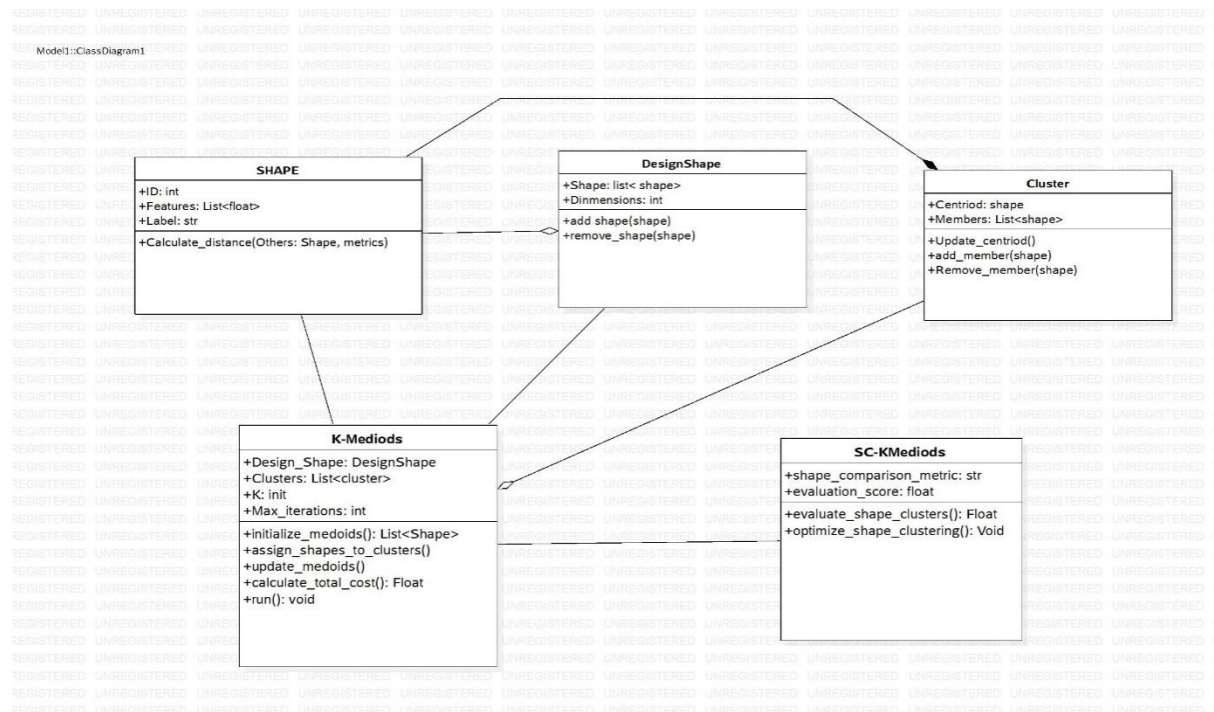 Model1::ClassDiagram1
SHAPE
+ID: int
+Features: List<float>
+Label: str
+Calculate_distance(Others: Shape, metrics)
DesignShape
+Shape: list< shape>
+Dinmensions: int
+add shape(shape)
+remove_shape(shape)
Cluster
+Centriod: shape
+Members: List<shape>
+Update_centriod()
+add_member(shape)
+Remove_member(shape)
K-Mediods
+Design_Shape: DesignShape
+Clusters: List<cluster>
+K: init
+Max_iterations: int
+initialize_medoids(): List<Shape>
+assign_shapes_to_clusters()
+update_medoids()
+calculate_total_cost(): Float
+run(): void
SC-KMediods
+shape_comparison_metric: str
+evaluation_score: float
+evaluate_shape_clusters(): Float
+optimize_shape_clustering(): Void
UNREGISTERED